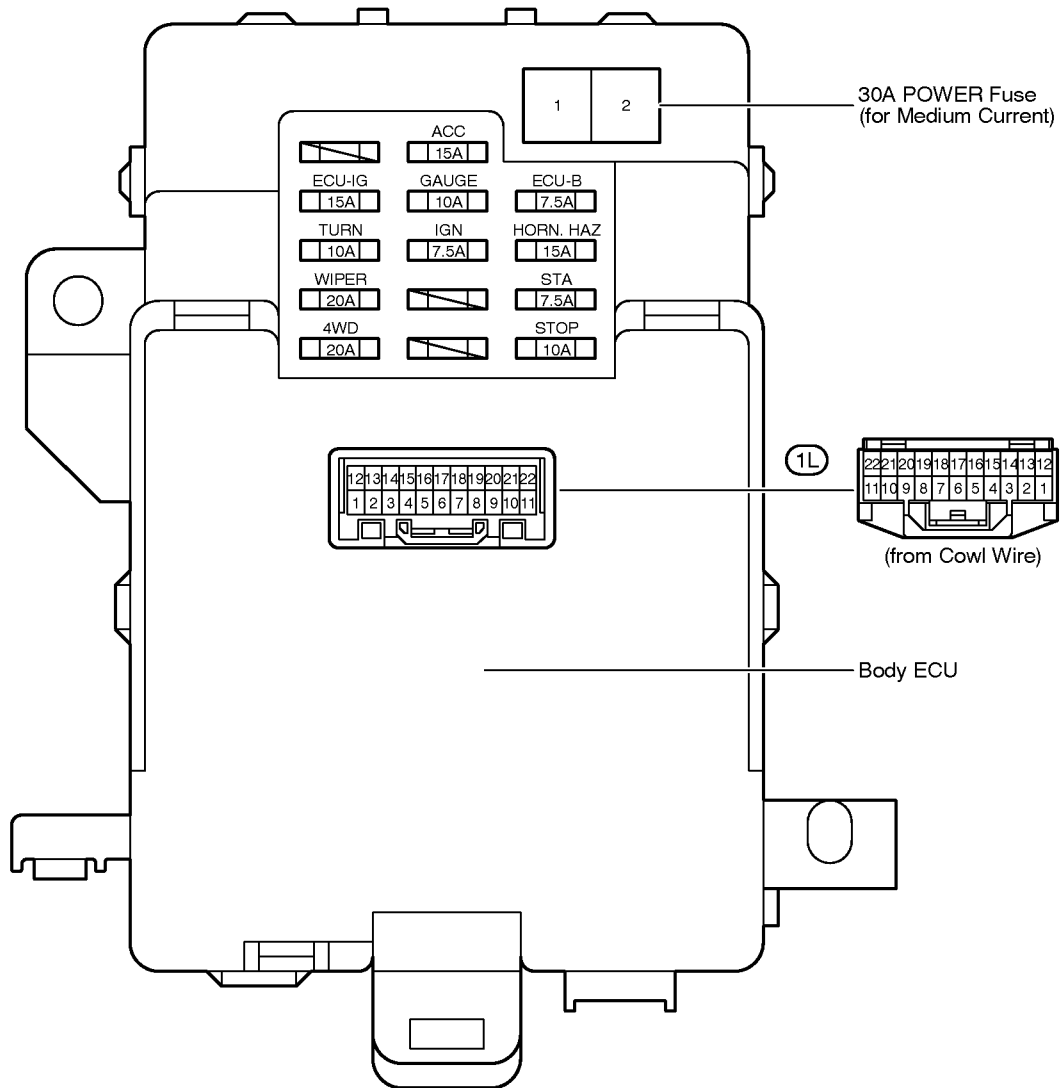 1 2
30A POWER Fuse
(for Medium Current)
ACC
15A
ECU-IG GAUGE ECU-B
15A 10A 7.5A
TURN IGN HORN. HAZ
10A 7.5A 15A
WIPER STA
20A 7.5A
4WD STOP
20A 10A
1L
12 13 14 15 16 17 18 19 20 21 22
1 2 3 4 5 6 7 8 9 10 11
22 21 20 19 18 17 16 15 14 13 12
11 10 9 8 7 6 5 4 3 2 1
(from Cowl Wire)
Body ECU